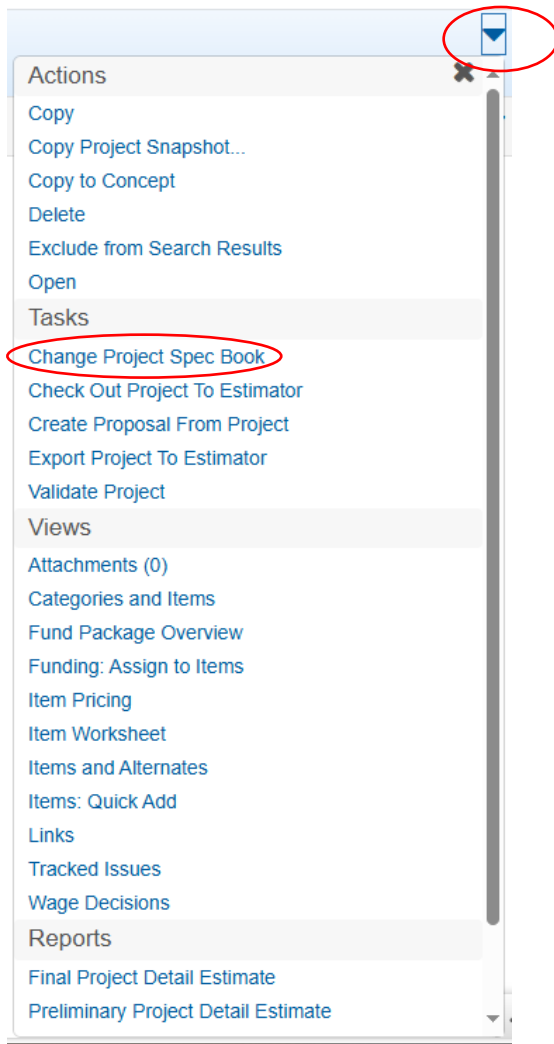 Actions
Copy
Copy Project Snapshot...
Copy to Concept
Delete
Exclude from Search Results
Open
Tasks
Change Project Spec Book
Check Out Project To Estimator
Create Proposal From Project
Export Project To Estimator
Validate Project
Views
Attachments (0)
Categories and Items
Fund Package Overview
Funding: Assign to Items
Item Pricing
Item Worksheet
Items and Alternates
Items: Quick Add
Links
Tracked Issues
Wage Decisions
Reports
Final Project Detail Estimate
Preliminary Project Detail Estimate